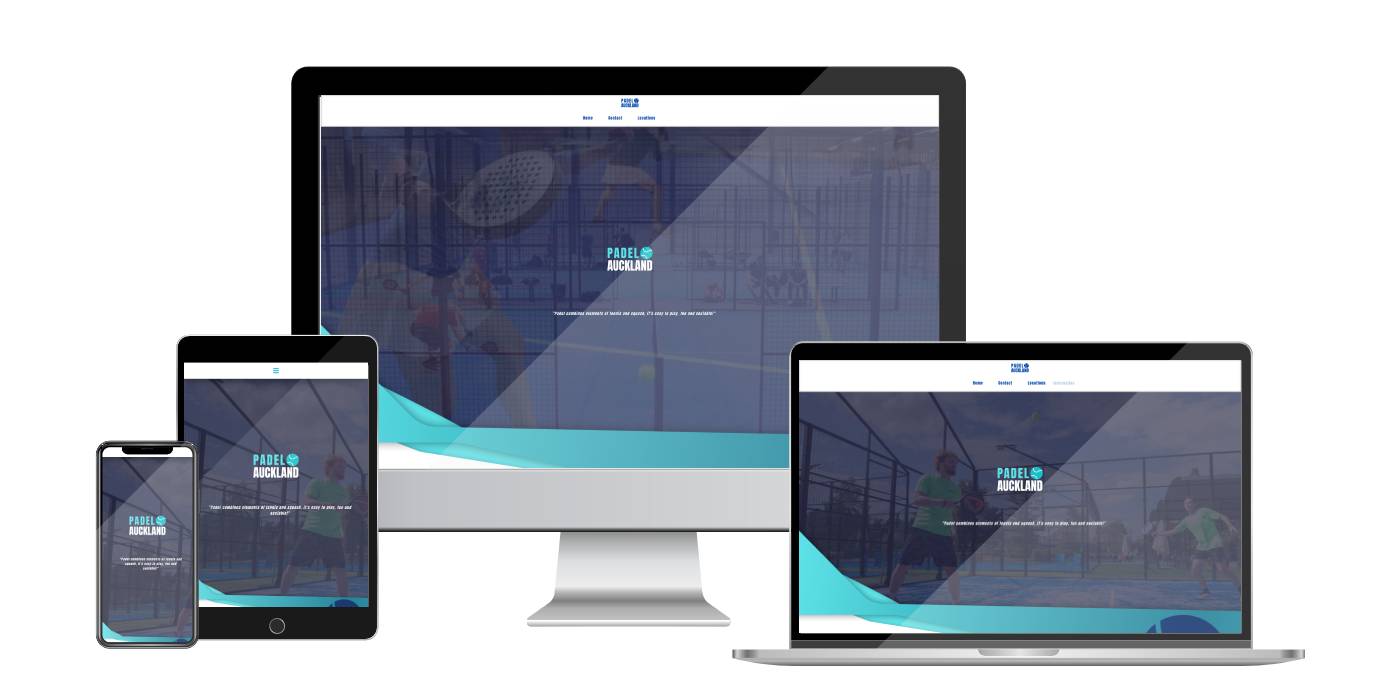 PADEL
AUCKLAND
Home Contact Locations
PADEL
AUCKLAND
"Padel combines elements of tennis and squash, it's easy to play, fun and sociable!"
PADEL
AUCKLAND
"Padel combines elements of tennis and squash, it's easy to play, fun and
sociable!"
PADEL
AUCKLAND
"Padel combines elements of tennis and
squash, it's easy to play, fun and
sociable!"
PADEL
AUCKLAND
Home Contact Locations
PADEL
AUCKLAND
"Padel combines elements of tennis and squash, it's easy to play, fun and sociable!"